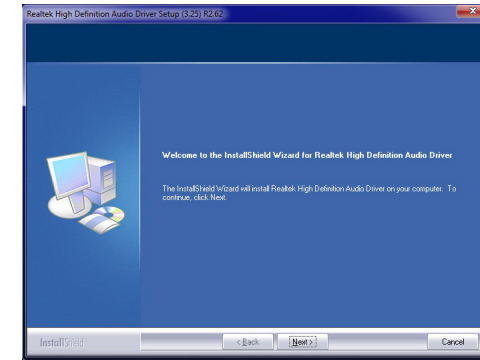 Realtek High Definition Audio Driver Setup (3.25) R2.62
Welcome to the InstallShield Wizard for Realtek High Definition Audio Driver
The InstallShield Wizard will install Realtek High Definition Audio Driver on your computer. To
continue, click Next.
InstallShield
< Back
Next >
Cancel